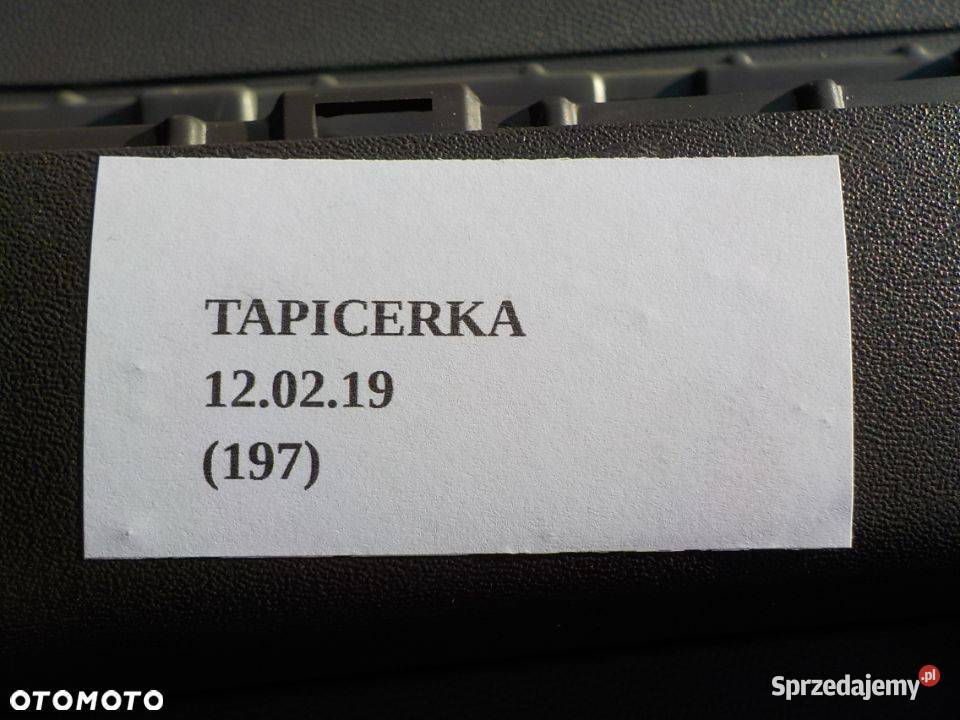 TAPICERKA
12.02.19
(197)
OTOMOTO
Sprzedajemy.pl